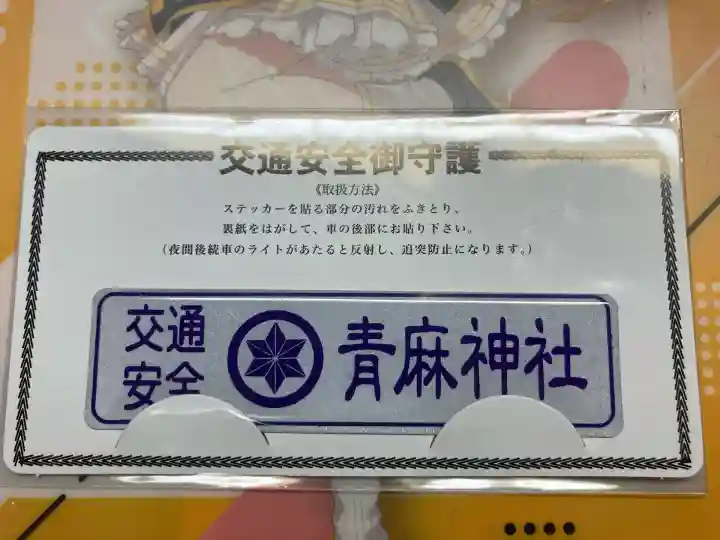 交通安全御守護
《取扱方法》
ステッカーを貼る部分の汚れをふきとり、
裏紙をはがして、車の後部にお貼り下さい。
（夜間後続車のライトがあたると反射し、追突防止になります。）
交通
安全
青麻神社